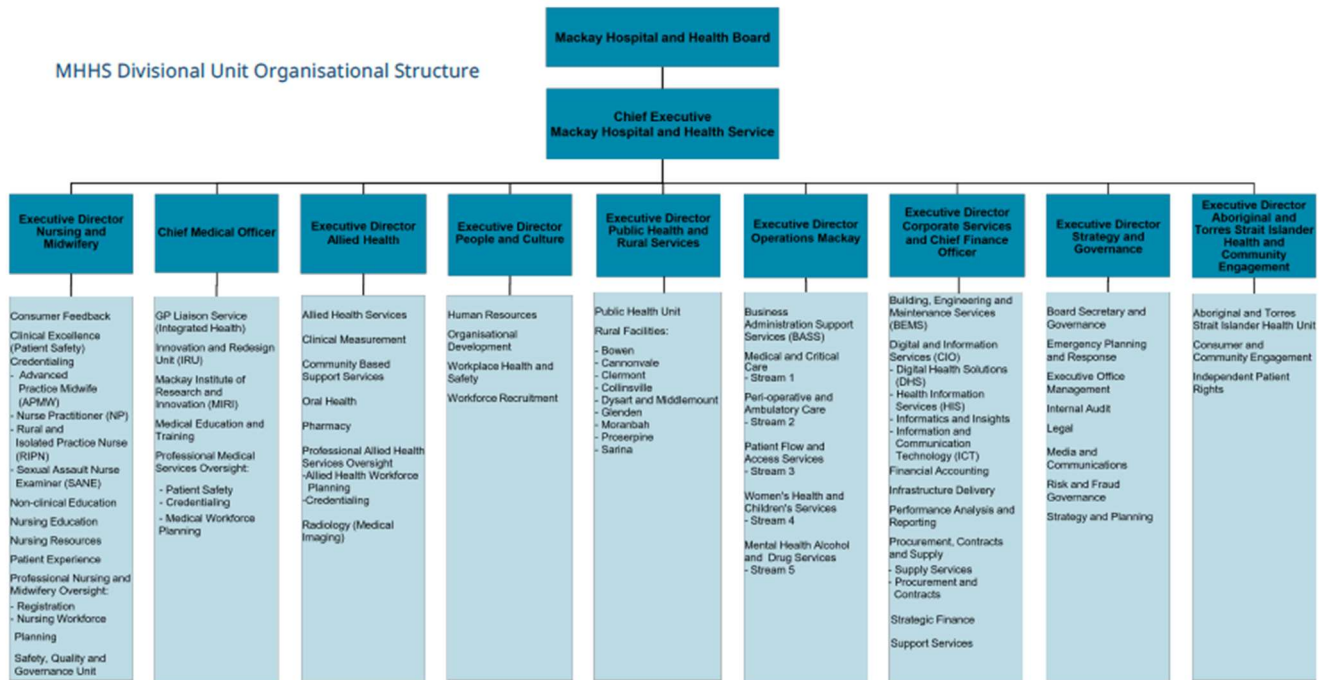 Mackay Hospital and Health Board
MHHS Divisional Unit Organisational Structure
Chief Executive
Mackay Hospital and Health Service
Executive Director
Nursing and
Midwifery
Consumer Feedback
Clinical Excellence
(Patient Safety)
Credentialing
- Advanced
Practice Midwife
(APMW)
- Nurse Practitioner (NP)
- Rural and
Isolated Practice Nurse
(RIPN)
- Sexual Assault Nurse
Examiner (SANE)
Non-clinical Education
Nursing Education
Nursing Resources
Patient Experience
Professional Nursing and
Midwifery Oversight:
- Registration
- Nursing Workforce
Planning
Safety, Quality and
Governance Unit
Chief Medical Officer
GP Liaison Service
(Integrated Health)
Innovation and Redesign
Unit (IRU)
Mackay Institute of
Research and
Innovation (MIRI)
Medical Education and
Training
Professional Medical
Services Oversight:
- Patient Safety
- Credentialing
- Medical Workforce
Planning
Executive Director
Allied Health
Allied Health Services
Clinical Measurement
Community Based
Support Services
Oral Health
Pharmacy
Professional Allied Health
Services Oversight
-Allied Health Workforce
Planning
-Credentialing
Radiology (Medical
Imaging)
Executive Director
People and Culture
Human Resources
Organisational
Development
Workplace Health and
Safety
Workforce Recruitment
Executive Director
Public Health and
Rural Services
Public Health Unit
Rural Facilities:
- Bowen
- Cannonvale
- Clermont
- Collinsville
- Dysart and Middlemount
- Glenden
- Moranbah
- Proserpine
- Sarina
Executive Director
Operations Mackay
Business
Administration Support
Services (BASS)
Medical and Critical
Care
- Stream 1
Peri-operative and
Ambulatory Care
- Stream 2
Patient Flow and
Access Services
- Stream 3
Women's Health and
Children's Services
- Stream 4
Mental Health Alcohol
and Drug Services
- Stream 5
Executive Director
Corporate Services
and Chief Finance
Officer
Building, Engineering and
Maintenance Services
(BEMS)
Digital and Information
Services (CIO)
- Digital Health Solutions
(DHS)
- Health Information
Services (HIS)
- Informatics and Insights
- Information and
Communication
Technology (ICT)
Financial Accounting
Infrastructure Delivery
Performance Analysis and
Reporting
Procurement, Contracts
and Supply
- Supply Services
- Procurement and
Contracts
Strategic Finance
Support Services
Executive Director
Strategy and
Governance
Board Secretary and
Governance
Emergency Planning
and Response
Executive Office
Management
Internal Audit
Legal
Media and
Communications
Risk and Fraud
Governance
Strategy and Planning
Executive Director
Aboriginal and
Torres Strait Islander
Health and
Community
Engagement
Aboriginal and Torres
Strait Islander Health Unit
Consumer and
Community Engagement
Independent Patient
Rights